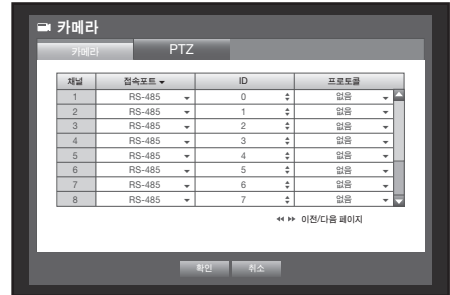 카메라
카메라 PTZ
채널 접속포트 ID 프로토콜
1 RS-485 0 없음
2 RS-485 1 없음
3 RS-485 2 없음
4 RS-485 3 없음
5 RS-485 4 없음
6 RS-485 5 없음
7 RS-485 6 없음
8 RS-485 7 없음
이전/다음 페이지
확인 취소